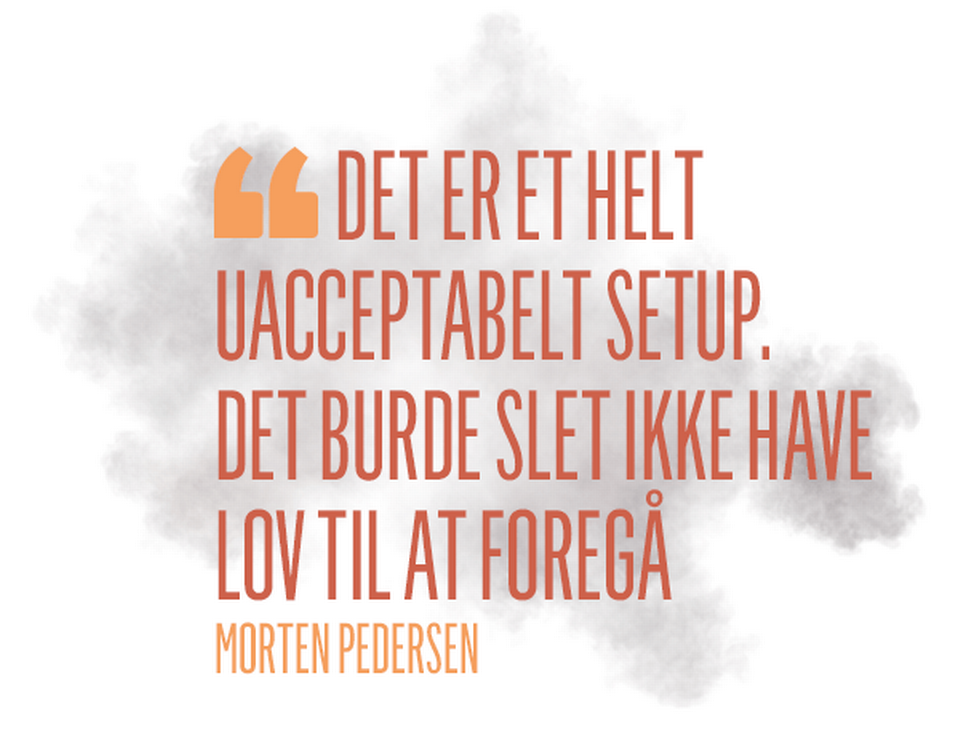 “ DET ER ET HELT
UACCEPTABELT SETUP.
DET BURDE SLET IKKE HAVE
LOV TIL AT FOREGÅ
MORTEN PEDERSEN